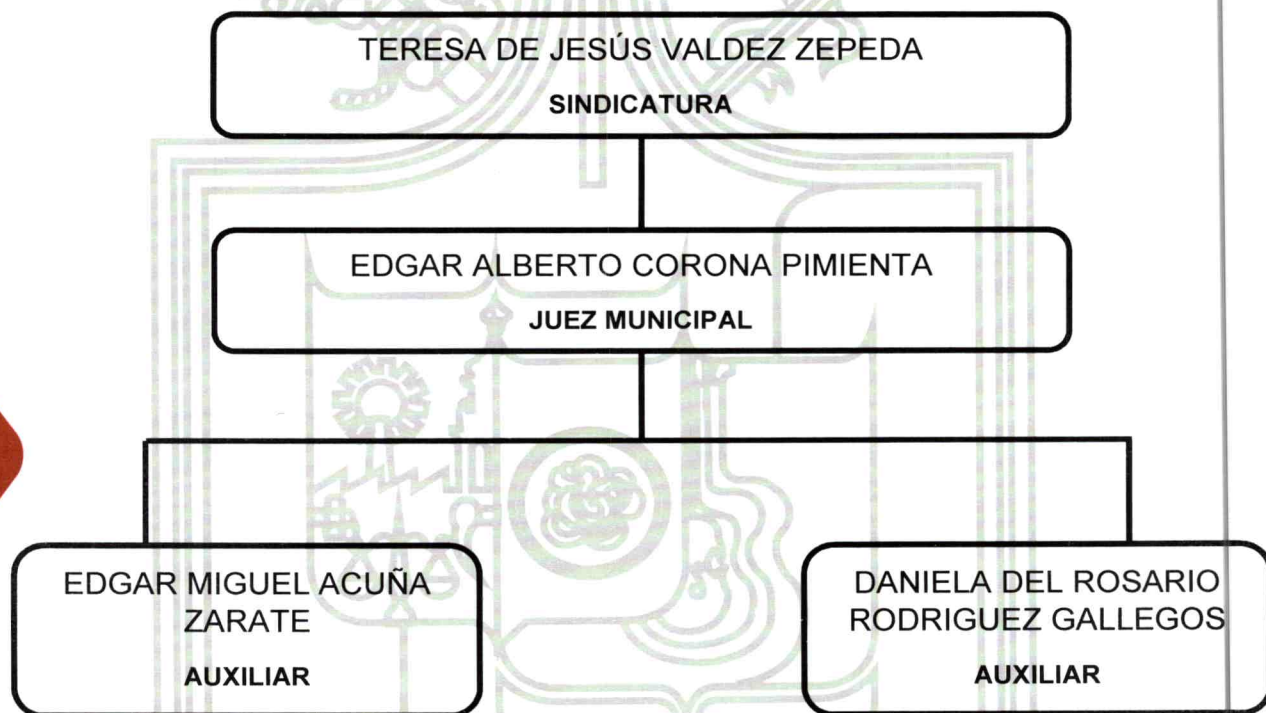 TERESA DE JESÚS VALDEZ ZEPEDA
SINDICATURA
EDGAR ALBERTO CORONA PIMIENTA
JUEZ MUNICIPAL
EDGAR MIGUEL ACUÑA
ZARATE
AUXILIAR
DANIELA DEL ROSARIO
RODRIGUEZ GALLEGOS
AUXILIAR